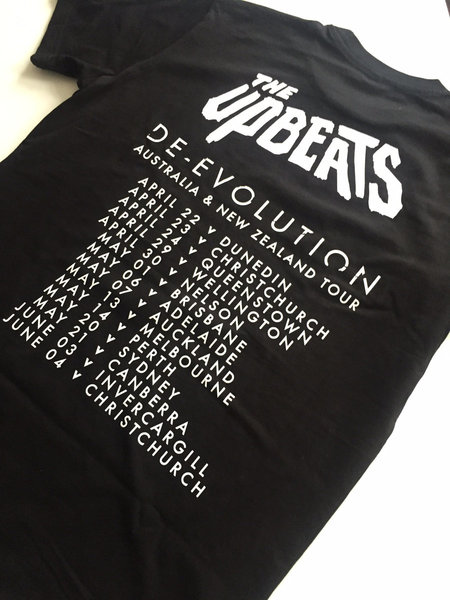 THE
UPBEATS
DE-EVOLUTION
AUSTRALIA & NEW ZEALAND TOUR
APRIL 22 DUNEDIN
APRIL 23 CHRISTCHURCH
APRIL 24 QUEENSTOWN
APRIL 29 WELLINGTON
APRIL 30 NELSON
MAY 01 BRISBANE
MAY 06 ADELAIDE
MAY AUCKLAND
MAY 13 MELBOURNE
MAY 14 PERTH
MAY 20 SYDNEY
MAY 21 CANBERRA
JUNE 03 INVERCARGILL
JUNE 04 CHRISTCHURCH